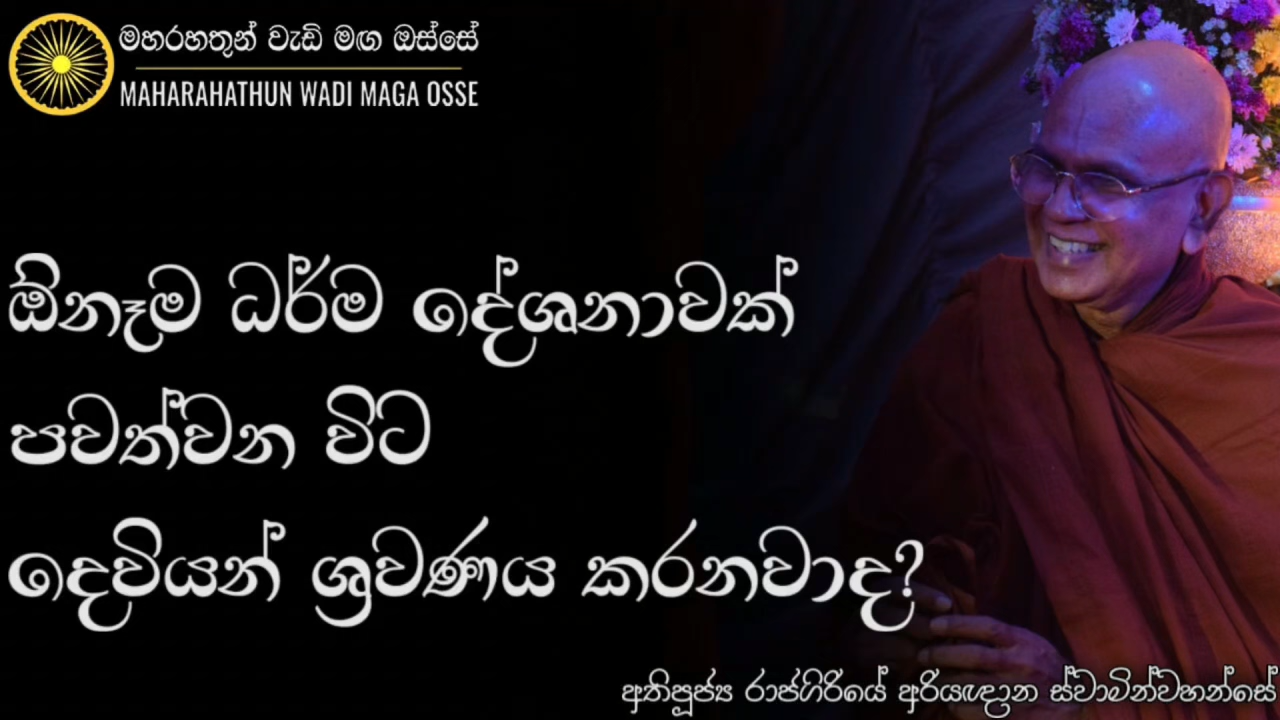 මහරහතුන් වැඩි මඟ ඔස්සේ
MAHARAHATHUN WADI MAGA OSSE
ඕනෑම ධර්ම දේශනාවක්
පවත්වන විට
දෙවියන් ශ්‍රවණය කරනවාද?
අතිපූජ්‍ය රාජගිරියේ අරියඥාන ස්වාමින්වහන්සේ